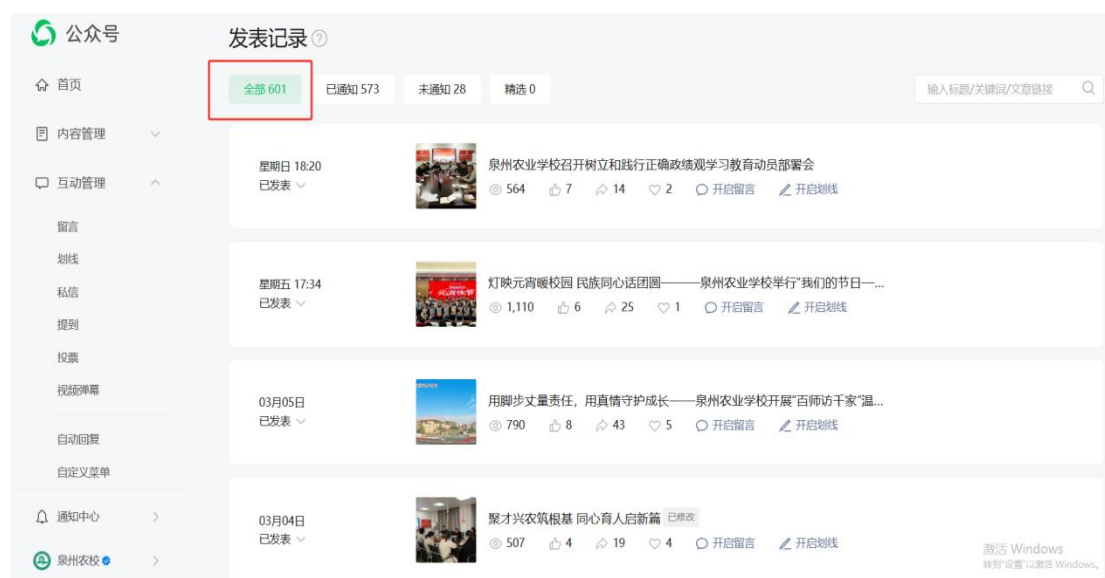 公众号
首页
内容管理
互动管理
留言
划线
私信
提到
投票
视频弹幕
自动回复
自定义菜单
通知中心
泉州农校
发表记录
全部 601 已通知 573 未通知 28 精选 0 输入标题/关键词/文章链接
星期日 18:20
已发表
泉州农业学校召开树立和践行正确政绩观学习教育动员部署会
564 7 14 2 开启留言 开启划线
星期五 17:34
已发表
灯映元宵暖校园 民族同心话团圆———泉州农业学校举行“我们的节日—...
1,110 6 25 1 开启留言 开启划线
03月05日
已发表
用脚步丈量责任，用真情守护成长——泉州农业学校开展“百师访千家”温...
790 8 43 5 开启留言 开启划线
03月04日
已发表
聚才兴农筑根基 同心育人启新篇 已修改
507 4 19 4 开启留言 开启划线
激活 Windows
转到“设置”以激活 Windows。